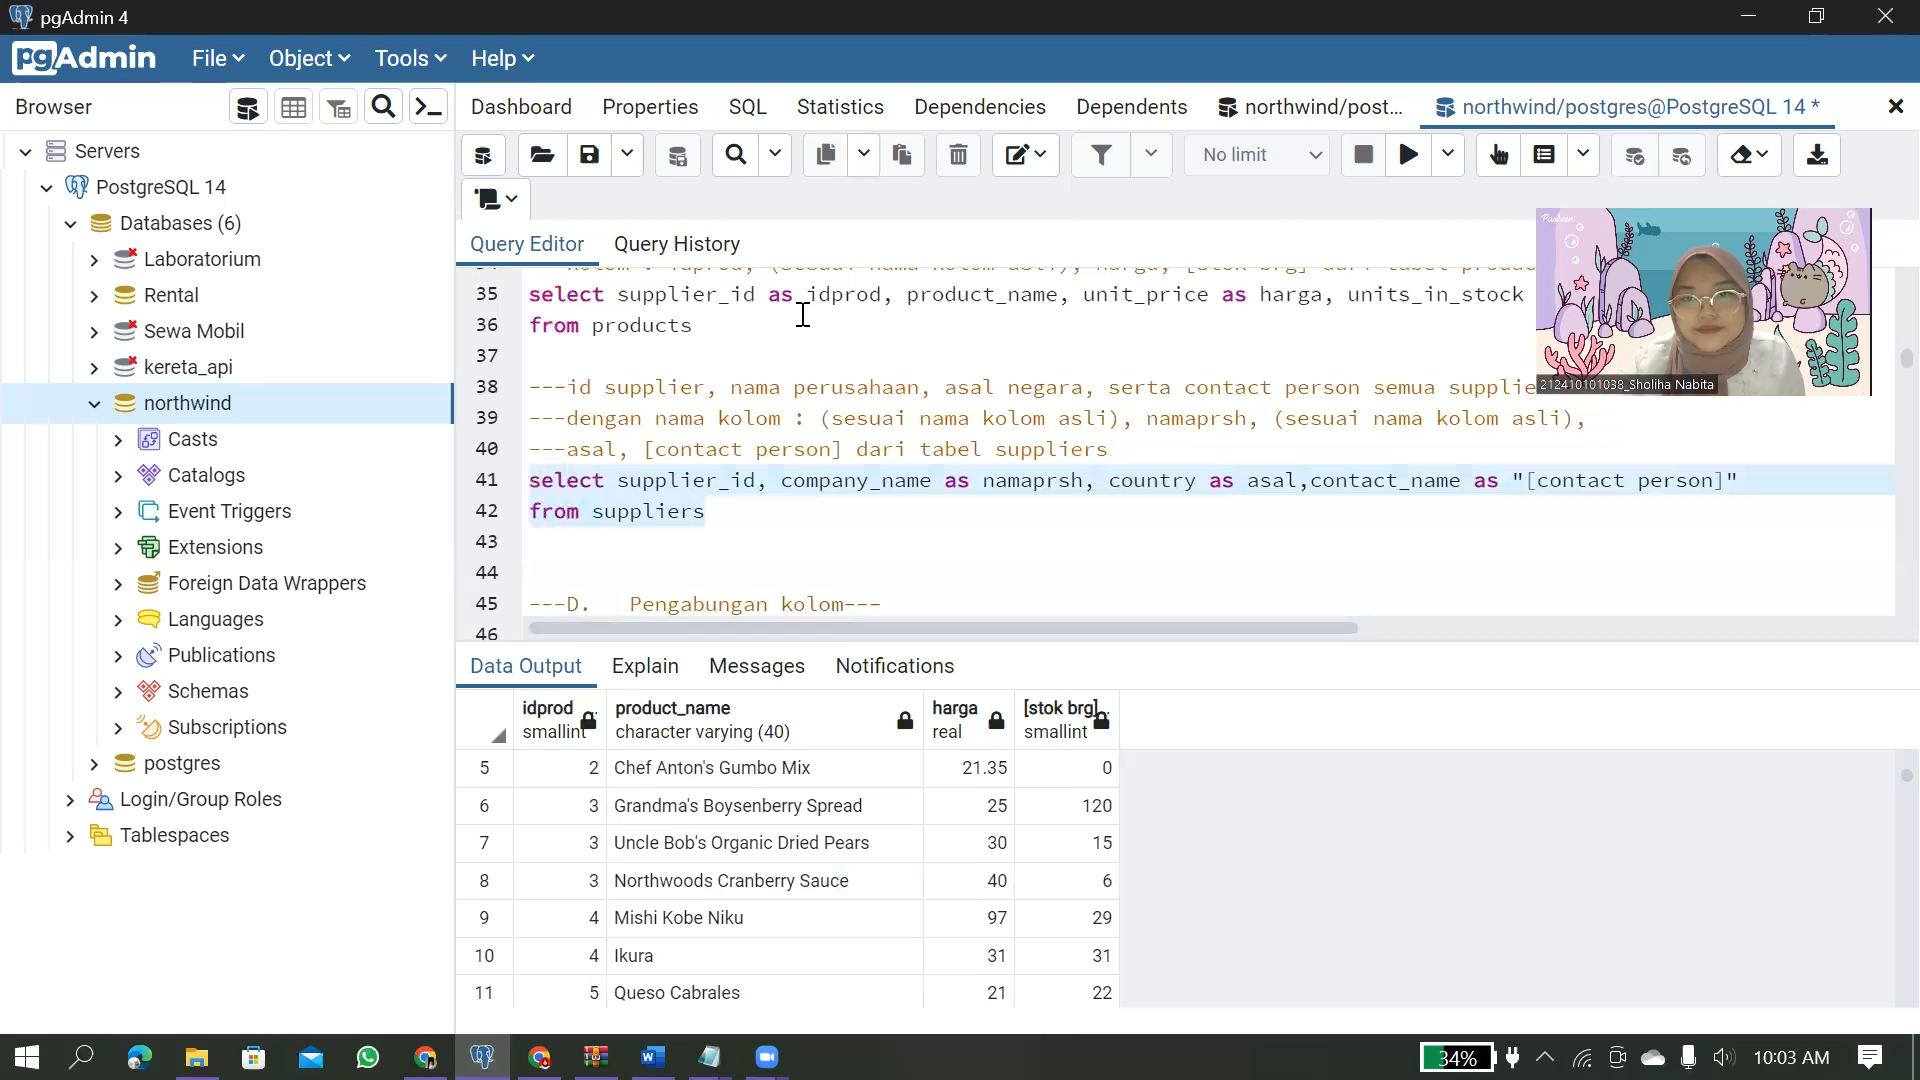 pgAdmin 4
pgAdmin File Object Tools Help
Browser
Dashboard Properties SQL Statistics Dependencies Dependents northwind/post... northwind/postgres@PostgreSQL 14 *
No limit
Servers
PostgreSQL 14
Databases (6)
Laboratorium
Rental
Sewa Mobil
kereta_api
northwind
Casts
Catalogs
Event Triggers
Extensions
Foreign Data Wrappers
Languages
Publications
Schemas
Subscriptions
postgres
Login/Group Roles
Tablespaces
Query Editor Query History
35 select supplier_id as idprod, product_name, unit_price as harga, units_in_stock
36 from products
37
38 ---id supplier, nama perusahaan, asal negara, serta contact person semua supplie
39 ---dengan nama kolom : (sesuai nama kolom asli), namaprsh, (sesuai nama kolom asli),
40 ---asal, [contact person] dari tabel suppliers
41 select supplier_id, company_name as namaprsh, country as asal,contact_name as "[contact person]"
42 from suppliers
43
44
45 ---D. Pengabungan kolom---
46
Pusheen
212410101038_Sholiha Nabita
Data Output Explain Messages Notifications
idprod product_name harga [stok brg]
smallint character varying (40) real smallint
5 2 Chef Anton's Gumbo Mix 21.35 0
6 3 Grandma's Boysenberry Spread 25 120
7 3 Uncle Bob's Organic Dried Pears 30 15
8 3 Northwoods Cranberry Sauce 40 6
9 4 Mishi Kobe Niku 97 29
10 4 Ikura 31 31
11 5 Queso Cabrales 21 22
34% 10:03 AM